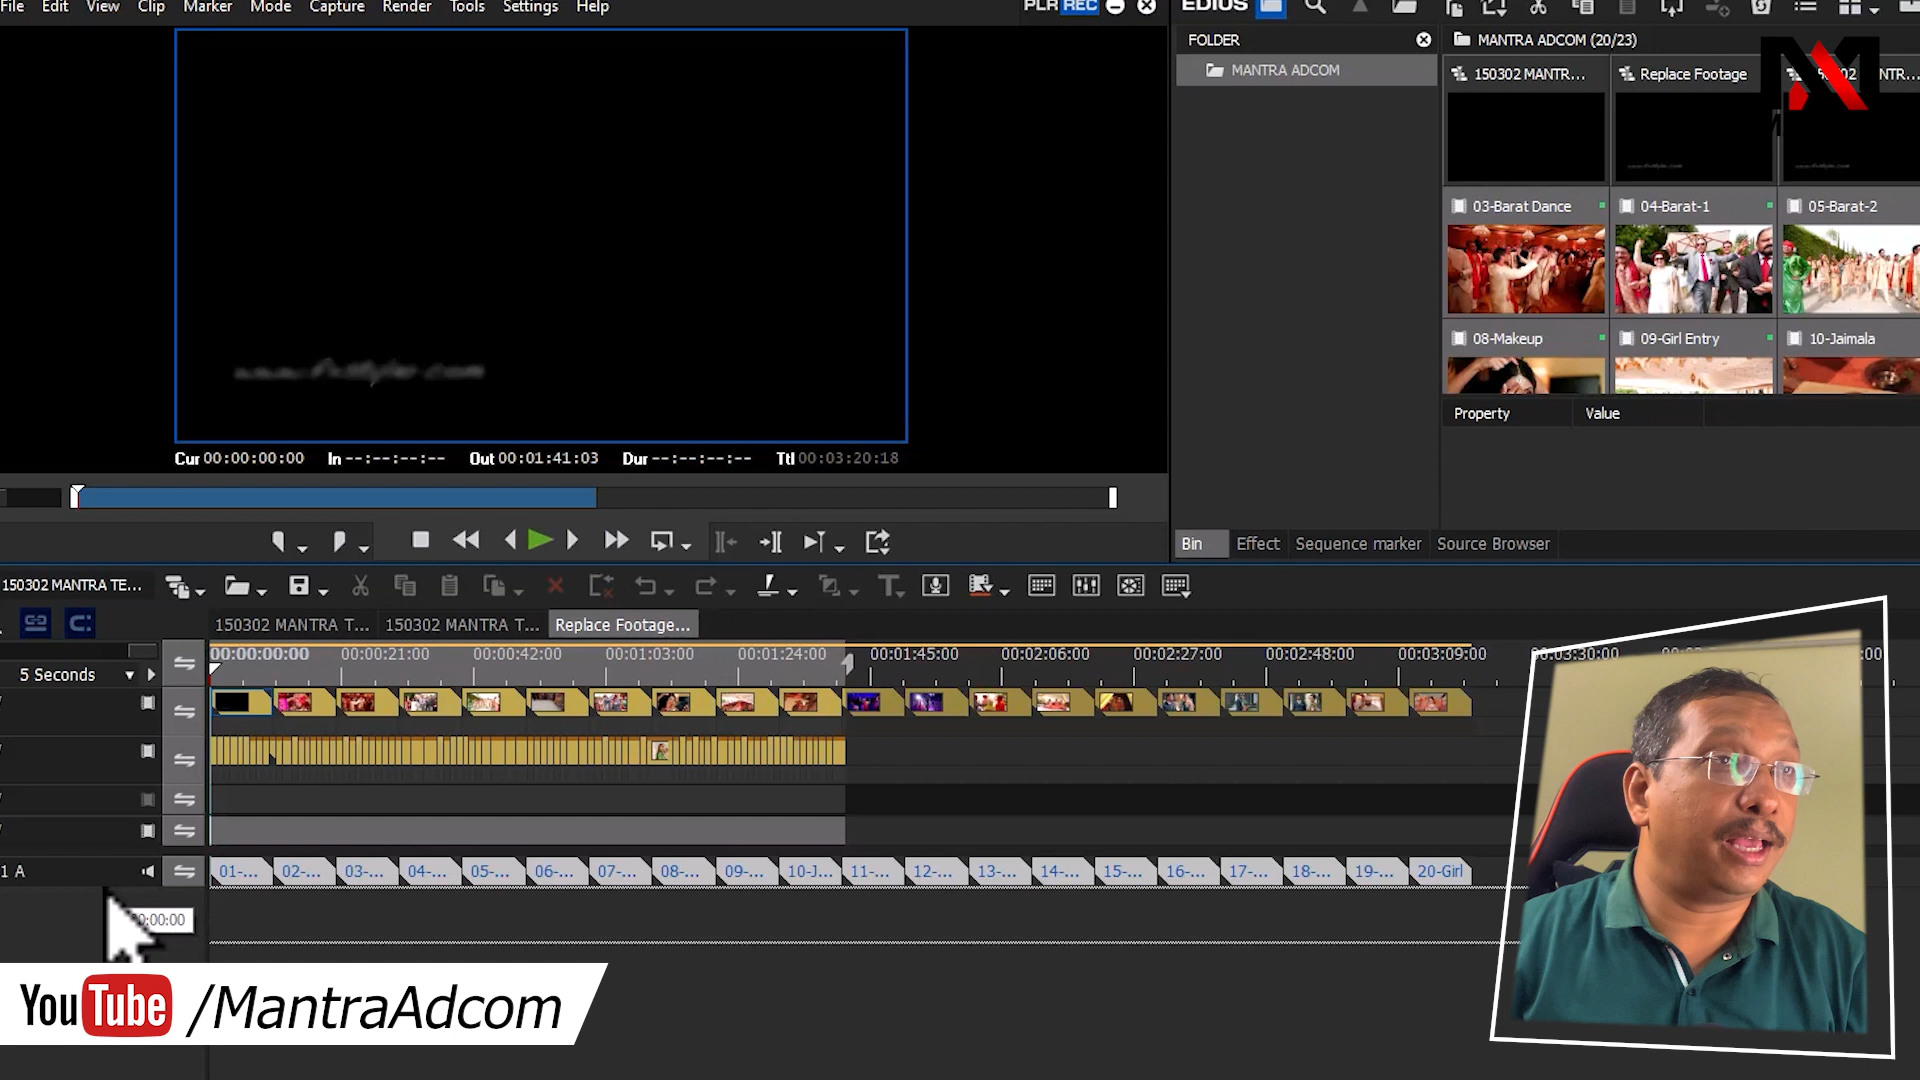 File Edit View Clip Marker Mode Capture Render Tools Settings Help
PLR REC
EDIUS
FOLDER
MANTRA ADCOM
MANTRA ADCOM (20/23)
150302 MANTR...
Replace Footage
03-Barat Dance
04-Barat-1
05-Barat-2
08-Makeup
09-Girl Entry
10-Jaimala
Property Value
Cur 00:00:00:00 In --:--:--:-- Out 00:01:41:03 Dur --:--:--:-- Ttl 00:03:20:18
Bin Effect Sequence marker Source Browser
150302 MANTRA TE...
150302 MANTRA T... 150302 MANTRA T... Replace Footage...
00:00:00:00 00:00:21:00 00:00:42:00 00:01:03:00 00:01:24:00 00:01:45:00 00:02:06:00 00:02:27:00 00:02:48:00 00:03:09:00 00:03:30:00
5 Seconds
1 A
01-... 02-... 03-... 04-... 05-... 06-... 07-... 08-... 09-... 10-J... 11-... 12-... 13-... 14-... 15-... 16-... 17-... 18-... 19-... 20-Girl
YouTube /MantraAdcom